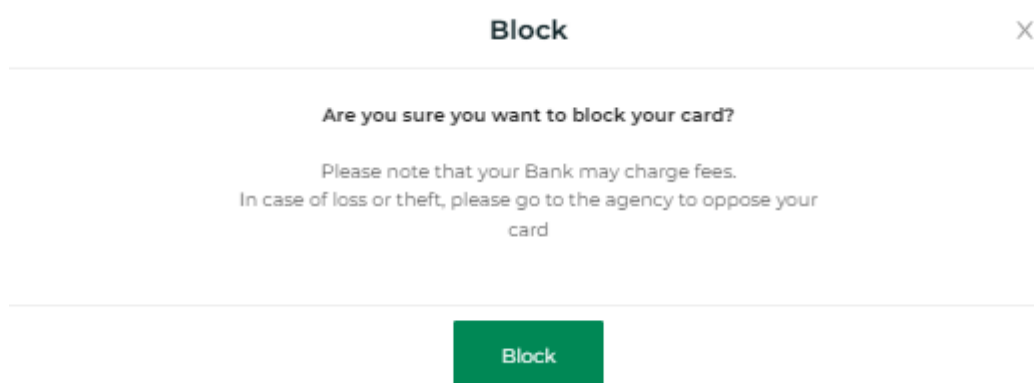 Block
X
Are you sure you want to block your card?
Please note that your Bank may charge fees.
In case of loss or theft, please go to the agency to oppose your
card
Block